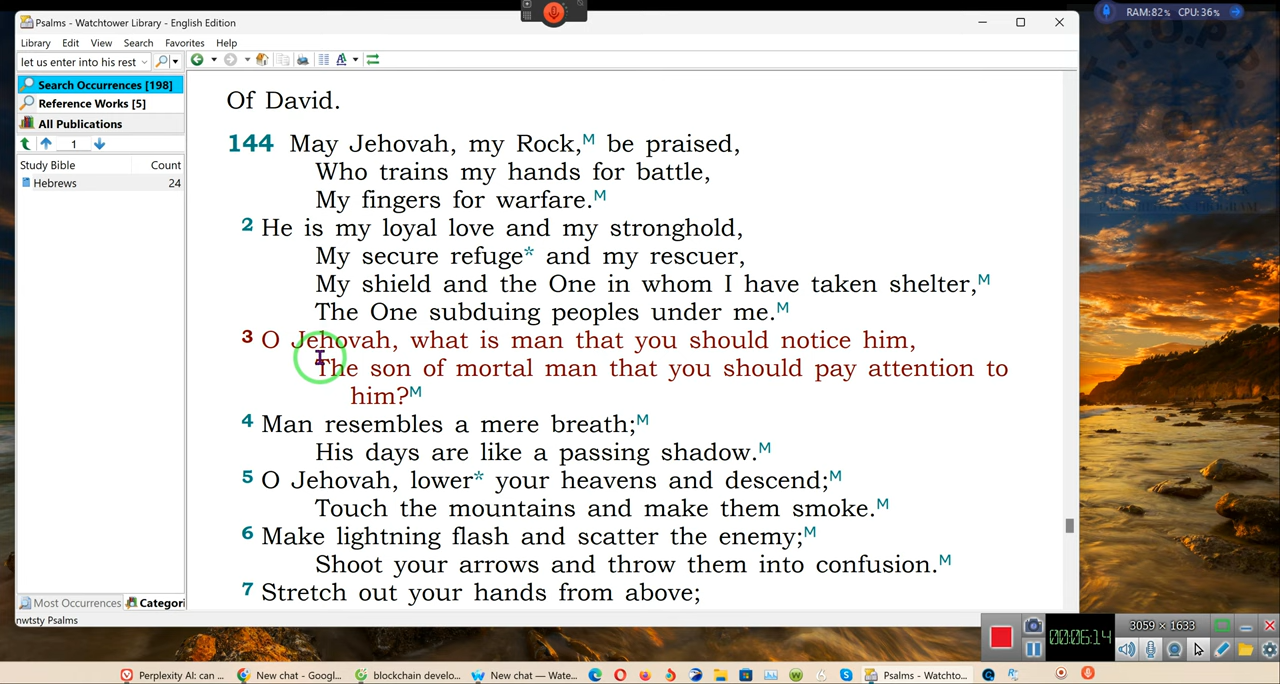 RAM:82% CPU:36%
Psalms - Watchtower Library - English Edition
Library Edit View Search Favorites Help
let us enter into his rest
Search Occurrences [198]
Reference Works [5]
All Publications
1
Study Bible Count
Hebrews 24
Of David.
144 May Jehovah, my Rock,M be praised,
Who trains my hands for battle,
My fingers for warfare.M
2 He is my loyal love and my stronghold,
My secure refuge* and my rescuer,
My shield and the One in whom I have taken shelter,M
The One subduing peoples under me.M
3 O Jehovah, what is man that you should notice him,
The son of mortal man that you should pay attention to
him?M
4 Man resembles a mere breath;M
His days are like a passing shadow.M
5 O Jehovah, lower* your heavens and descend;M
Touch the mountains and make them smoke.M
6 Make lightning flash and scatter the enemy;M
Shoot your arrows and throw them into confusion.M
7 Stretch out your hands from above;
Most Occurrences Categori
nwtsty Psalms
00:06:14 3059 × 1633
Perplexity AI: can ... New chat - Googl... blockchain develo... New chat — Wate... Psalms - Watchto...